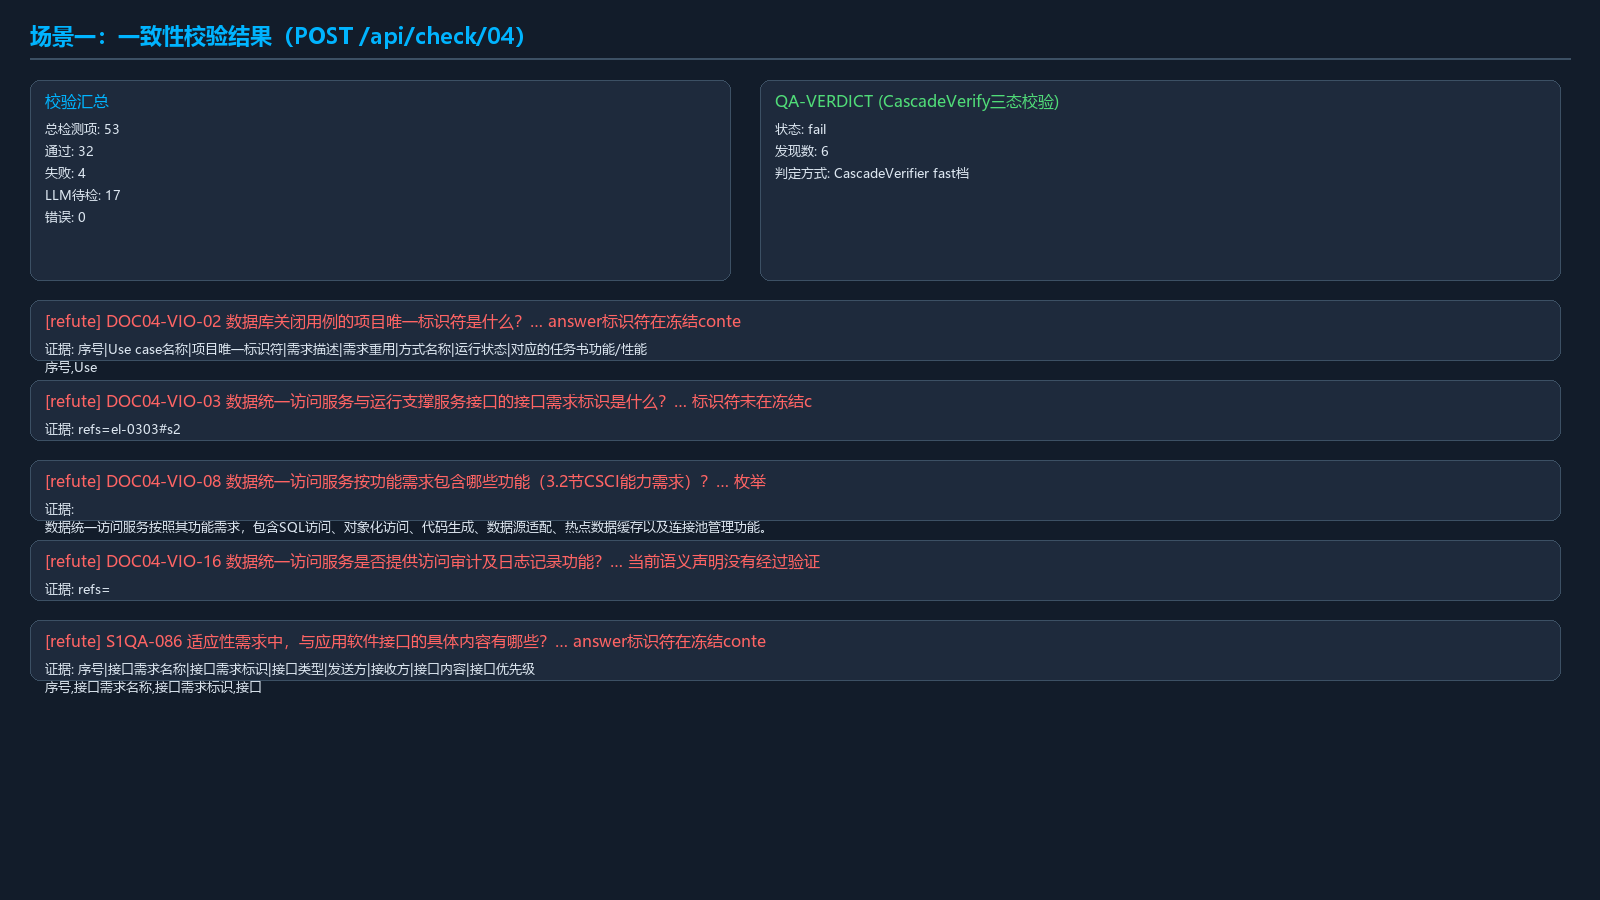 场景一：一致性校验结果（POST /api/check/04）
校验汇总
总检测项: 53
通过: 32
失败: 4
LLM待检: 17
错误: 0
QA-VERDICT (CascadeVerify三态校验)
状态: fail
发现数: 6
判定方式: CascadeVerifier fast档
[refute] DOC04-VIO-02 数据库关闭用例的项目唯一标识符是什么？... answer标识符在冻结conte
证据: 序号|Use case名称|项目唯一标识符|需求描述|需求重用|方式名称|运行状态|对应的任务书功能/性能
序号,Use
[refute] DOC04-VIO-03 数据统一访问服务与运行支撑服务接口的接口需求标识是什么？... 标识符未在冻结c
证据: refs=el-0303#s2
[refute] DOC04-VIO-08 数据统一访问服务按功能需求包含哪些功能（3.2节CSCI能力需求）？... 枚举
证据:
数据统一访问服务按照其功能需求，包含SQL访问、对象化访问、代码生成、数据源适配、热点数据缓存以及连接池管理功能。
[refute] DOC04-VIO-16 数据统一访问服务是否提供访问审计及日志记录功能？... 当前语义声明没有经过验证
证据: refs=
[refute] S1QA-086 适应性需求中，与应用软件接口的具体内容有哪些？... answer标识符在冻结conte
证据: 序号|接口需求名称|接口需求标识|接口类型|发送方|接收方|接口内容|接口优先级
序号,接口需求名称,接口需求标识,接口